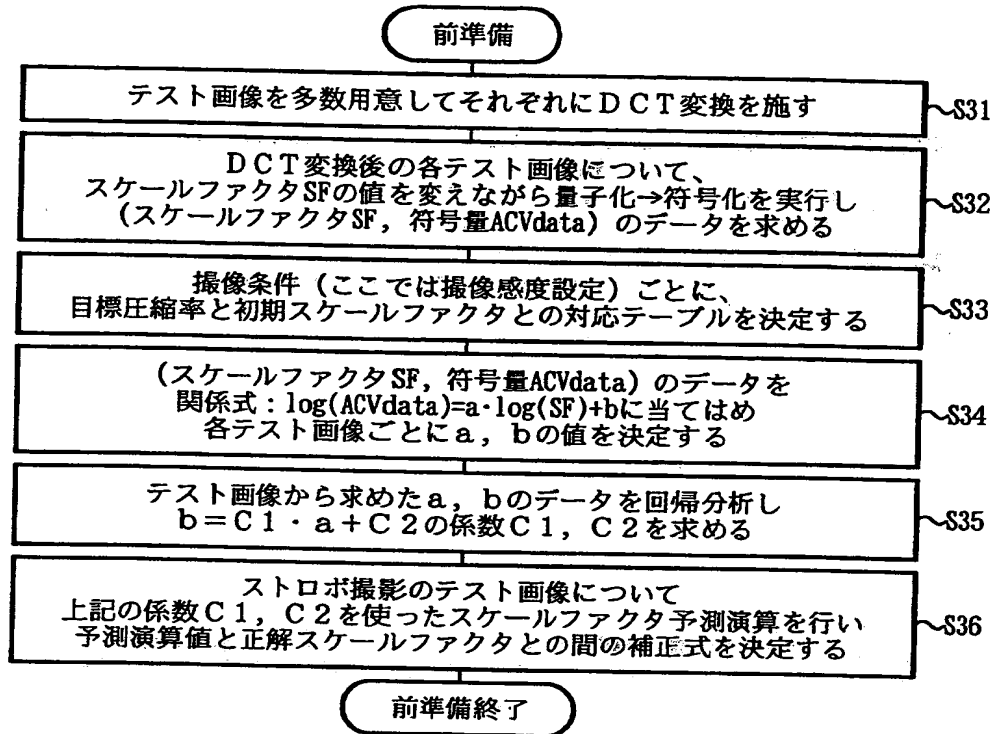 前準備
テスト画像を多数用意してそれぞれにＤＣＴ変換を施す
~S31
ＤＣＴ変換後の各テスト画像について、
スケールファクタSFの値を変えながら量子化→符号化を実行し
(スケールファクタSF, 符号量ACVdata) のデータを求める
~S32
撮像条件 (ここでは撮像感度設定) ごとに、
目標圧縮率と初期スケールファクタとの対応テーブルを決定する
~S33
(スケールファクタSF, 符号量ACVdata) のデータを
関係式：log(ACVdata)=a·log(SF)+bに当てはめ
各テスト画像ごとにａ, ｂの値を決定する
~S34
テスト画像から求めたａ, ｂのデータを回帰分析し
ｂ＝Ｃ１・ａ＋Ｃ２の係数Ｃ１, Ｃ２を求める
~S35
ストロボ撮影のテスト画像について
上記の係数Ｃ１, Ｃ２を使ったスケールファクタ予測演算を行い
予測演算値と正解スケールファクタとの間の補正式を決定する
~S36
前準備終了